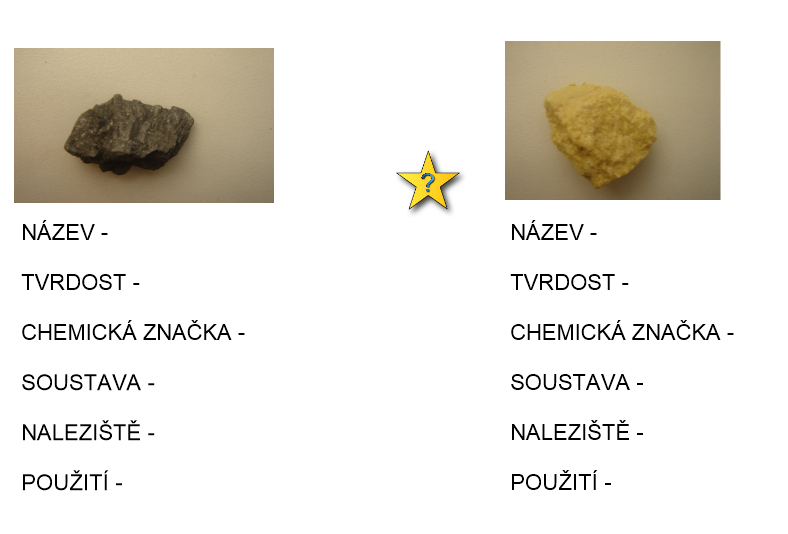 ?
NÁZEV -
TVRDOST -
CHEMICKÁ ZNAČKA -
SOUSTAVA -
NALEZIŠTĚ -
POUŽITÍ -
NÁZEV -
TVRDOST -
CHEMICKÁ ZNAČKA -
SOUSTAVA -
NALEZIŠTĚ -
POUŽITÍ -